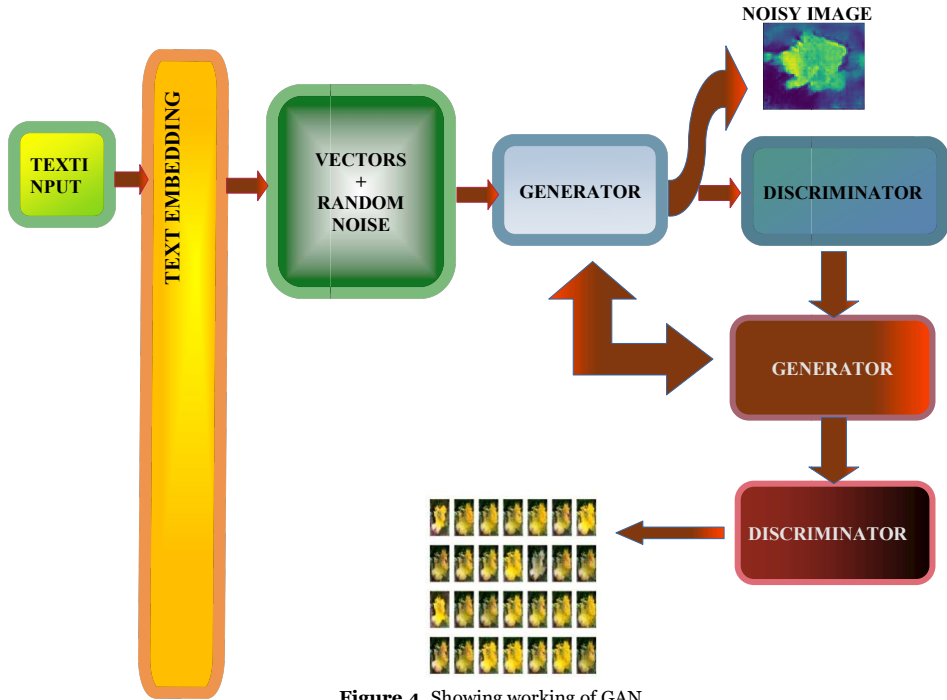 NOISY IMAGE
TEXTI
NPUT
TEXT EMBEDDING
VECTORS
+
RANDOM
NOISE
GENERATOR
DISCRIMINATOR
GENERATOR
DISCRIMINATOR
Figure 4. Showing working of GAN